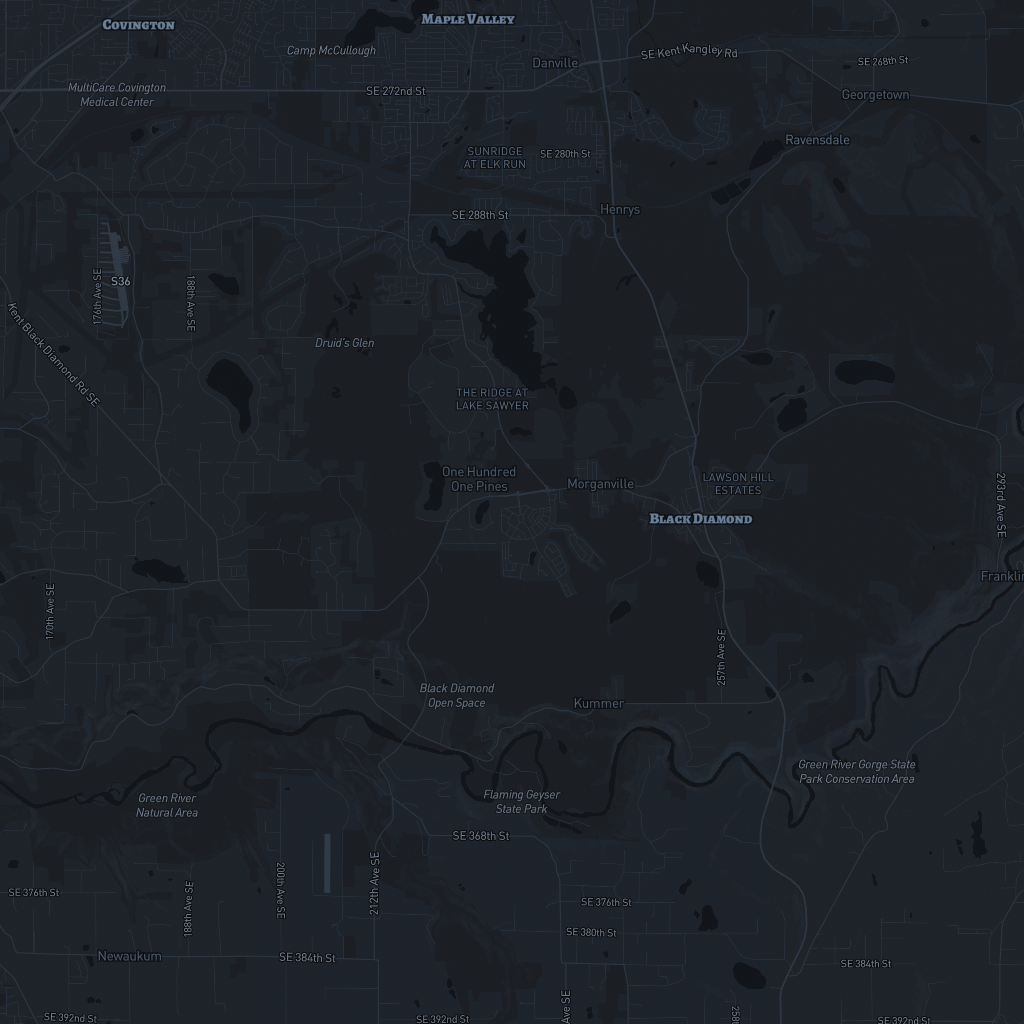 Covington
Maple Valley
Camp McCullough
Danville
SE Kent Kangley Rd
SE 268th St
MultiCare Covington
Medical Center
SE 272nd St
Georgetown
Ravensdale
SUNRIDGE
AT ELK RUN
SE 280th St
Henrys
SE 288th St
S36
176th Ave SE
188th Ave SE
Kent Black Diamond Rd SE
Druid's Glen
THE RIDGE AT
LAKE SAWYER
One Hundred
One Pines
Morganville
LAWSON HILL
ESTATES
Black Diamond
293rd Ave SE
Franklin
170th Ave SE
257th Ave SE
Black Diamond
Open Space
Kummer
Green River Gorge State
Park Conservation Area
Green River
Natural Area
Flaming Geyser
State Park
SE 368th St
SE 376th St
188th Ave SE
200th Ave SE
212th Ave SE
SE 376th St
SE 380th St
Newaukum
SE 384th St
SE 384th St
Ave SE
258th
SE 392nd St
SE 392nd St
SE 392nd St